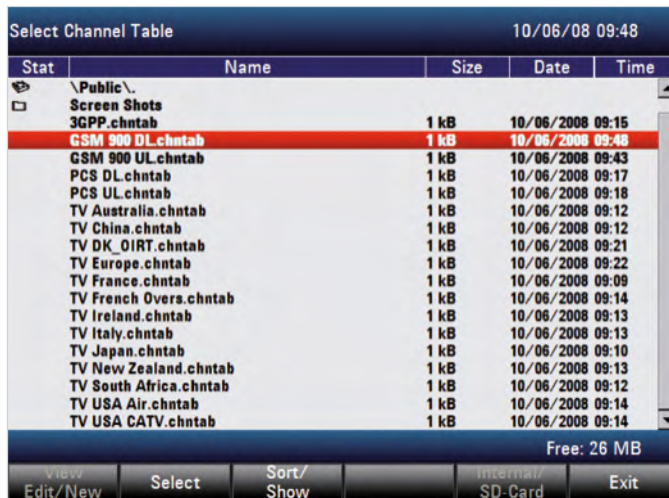 Select Channel Table 10/06/08 09:48
Stat Name Size Date Time
\Public\.
Screen Shots
3GPP.chntab 1 kB 10/06/2008 09:15
GSM 900 DL.chntab 1 kB 10/06/2008 09:48
GSM 900 UL.chntab 1 kB 10/06/2008 09:43
PCS DL.chntab 1 kB 10/06/2008 09:17
PCS UL.chntab 1 kB 10/06/2008 09:18
TV Australia.chntab 1 kB 10/06/2008 09:12
TV China.chntab 1 kB 10/06/2008 09:12
TV DK_OIRT.chntab 1 kB 10/06/2008 09:21
TV Europe.chntab 1 kB 10/06/2008 09:22
TV France.chntab 1 kB 10/06/2008 09:09
TV French Overs.chntab 1 kB 10/06/2008 09:14
TV Ireland.chntab 1 kB 10/06/2008 09:13
TV Italy.chntab 1 kB 10/06/2008 09:13
TV Japan.chntab 1 kB 10/06/2008 09:10
TV New Zealand.chntab 1 kB 10/06/2008 09:13
TV South Africa.chntab 1 kB 10/06/2008 09:12
TV USA Air.chntab 1 kB 10/06/2008 09:14
TV USA CATV.chntab 1 kB 10/06/2008 09:14
Free: 26 MB
View
Edit/New
Select
Sort/
Show
Internal/
SD-Card
Exit